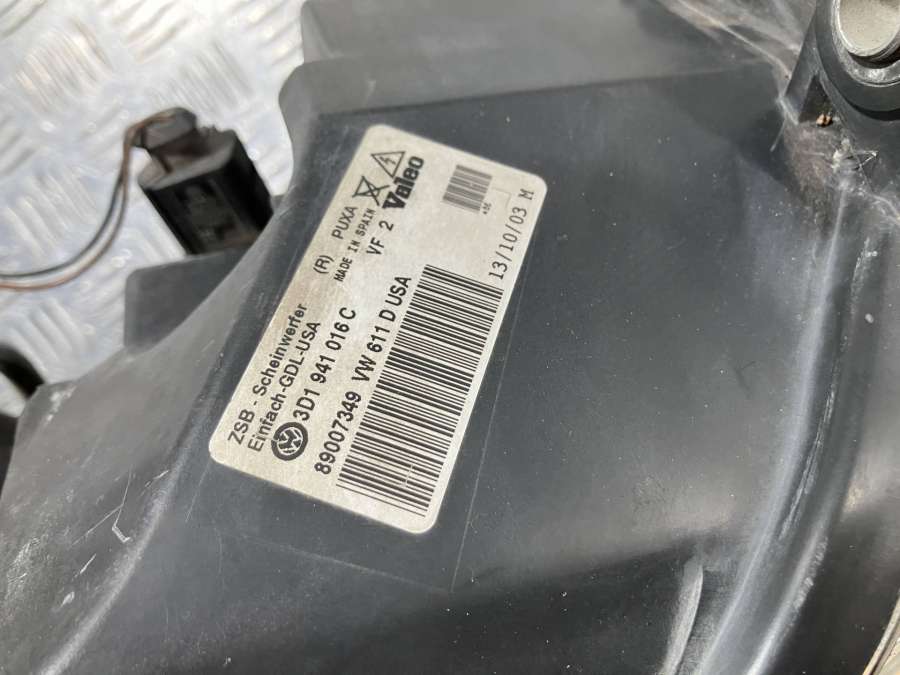 ZSB - Scheinwerfer
Einfach-GDL-USA
(R) PUXA
MADE IN SPAIN
3D1 941 016 C
VF 2
Valeo
89007349 VW 611 D USA
13/10/03 M